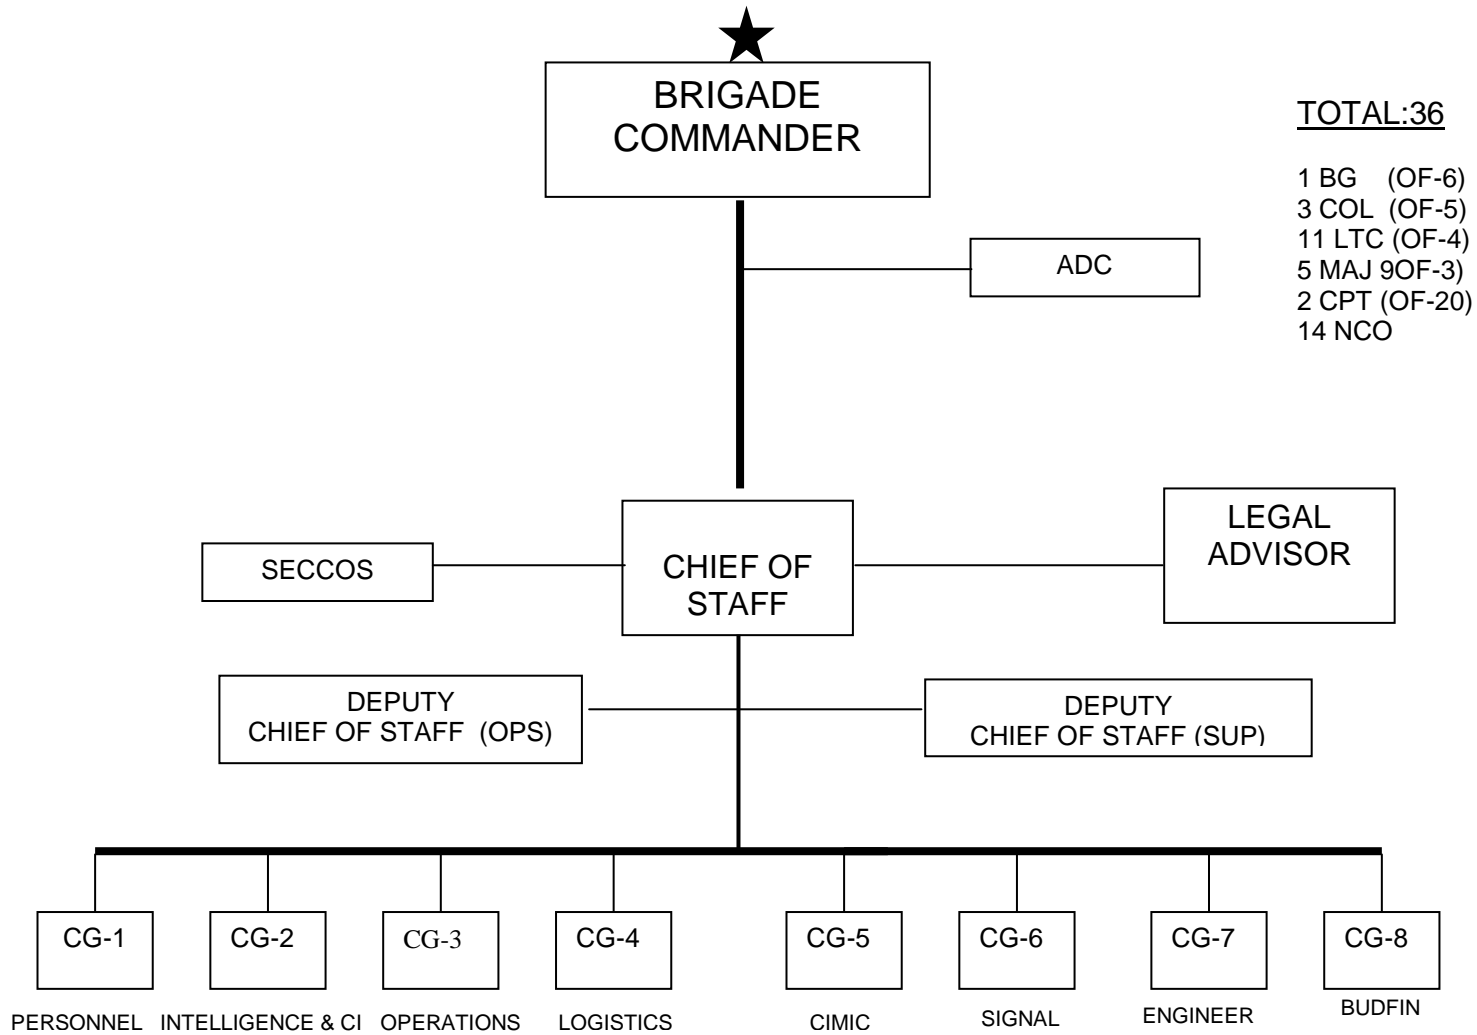 BRIGADE
COMMANDER
TOTAL:36
1 BG (OF-6)
3 COL (OF-5)
11 LTC (OF-4)
5 MAJ 9OF-3)
2 CPT (OF-20)
14 NCO
ADC
SECCOS
CHIEF OF
STAFF
LEGAL
ADVISOR
DEPUTY
CHIEF OF STAFF (OPS)
DEPUTY
CHIEF OF STAFF (SUP)
CG-1
CG-2
CG-3
CG-4
CG-5
CG-6
CG-7
CG-8
PERSONNEL
INTELLIGENCE & CI
OPERATIONS
LOGISTICS
CIMIC
SIGNAL
ENGINEER
BUDFIN